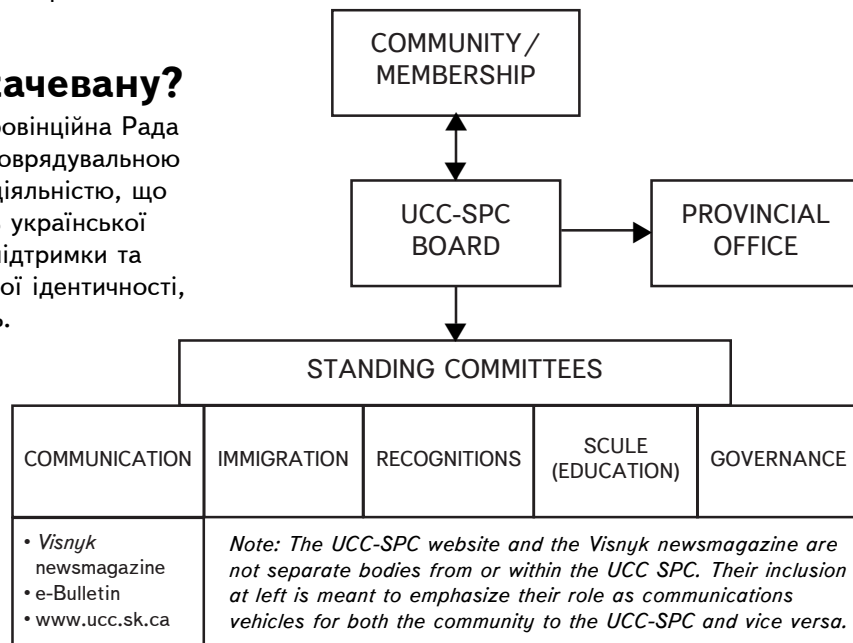 качевану?
ровінційна Рада
оврядувальною
діяльністю, що
української
підтримки та
ої ідентичності,
COMMUNITY/
MEMBERSHIP
UCC-SPC
BOARD
PROVINCIAL
OFFICE
STANDING COMMITTEES
COMMUNICATION
IMMIGRATION
RECOGNITIONS
SCULE
(EDUCATION)
GOVERNANCE
• Visnyk
newsmagazine
• e-Bulletin
• www.ucc.sk.ca
Note: The UCC-SPC website and the Visnyk newsmagazine are
not separate bodies from or within the UCC SPC. Their inclusion
at left is meant to emphasize their role as communications
vehicles for both the community to the UCC-SPC and vice versa.